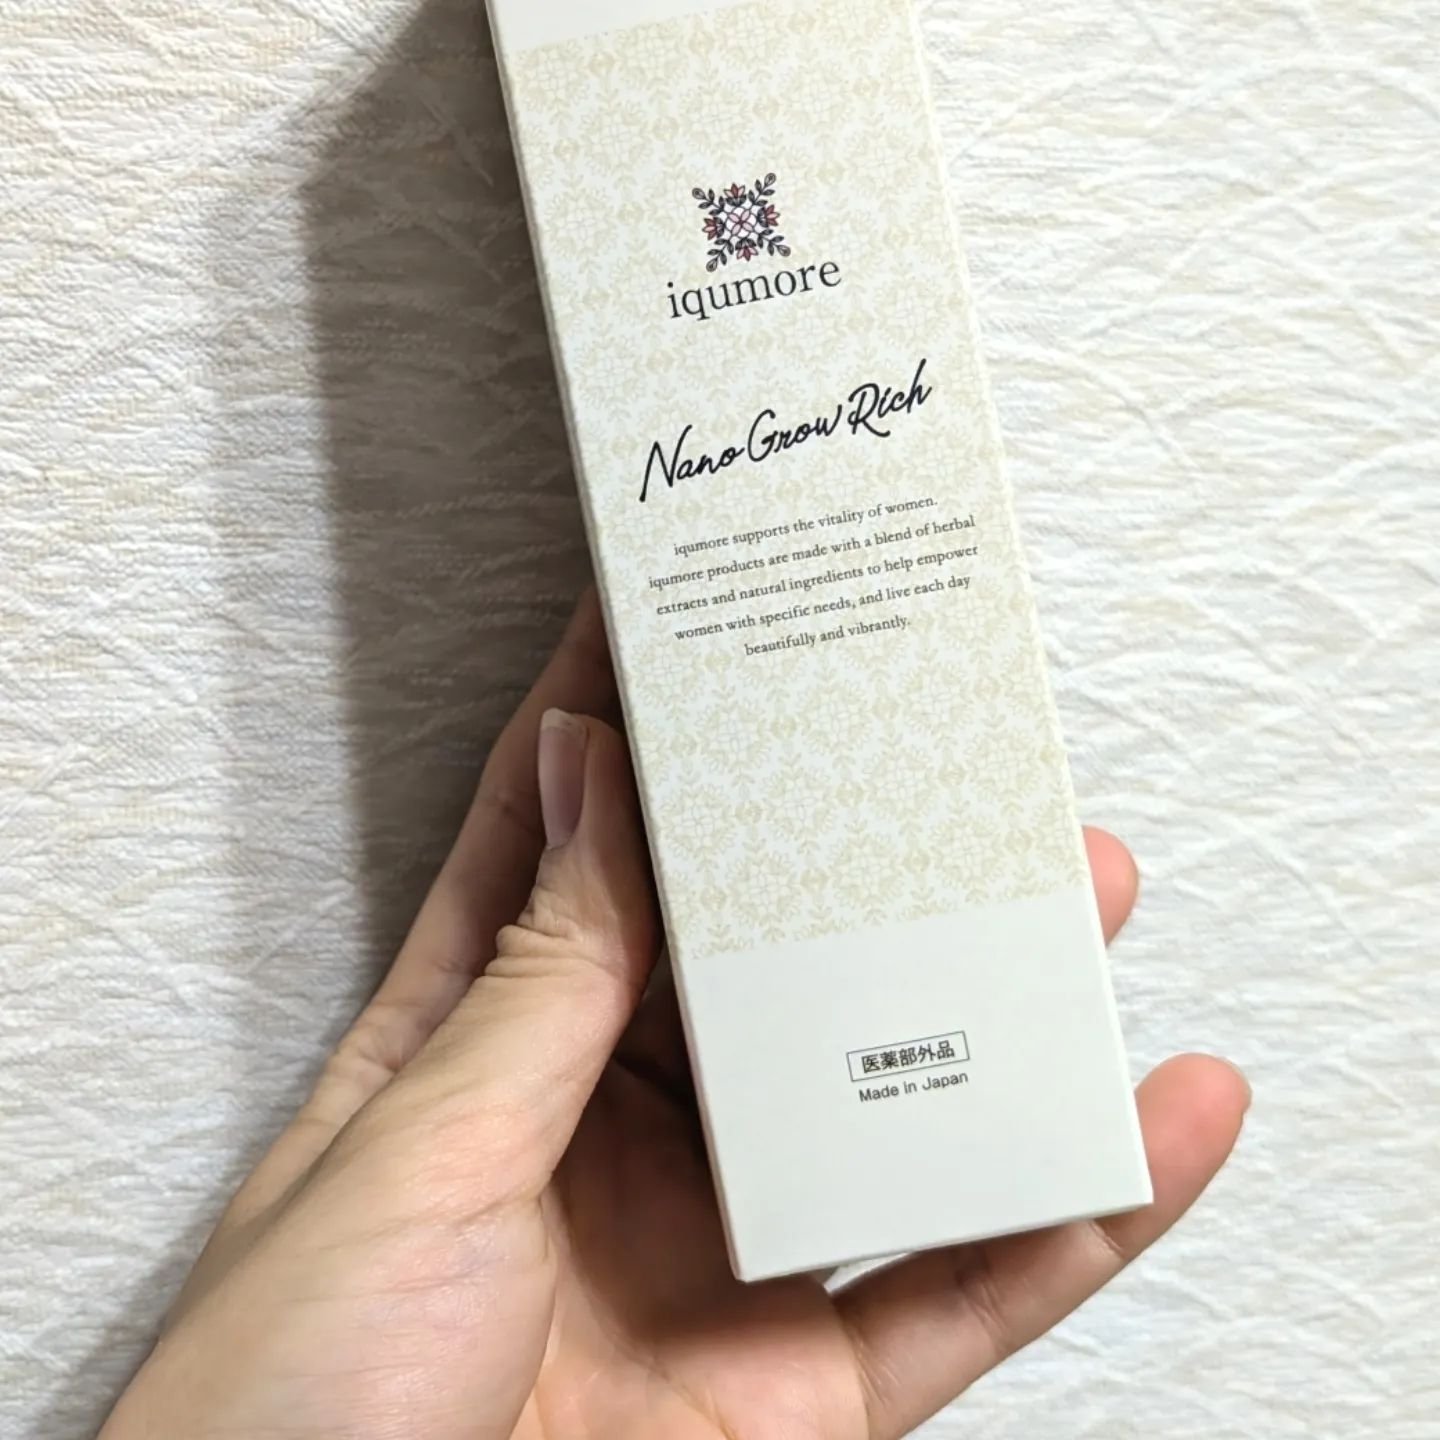 iqumore
Nano Grow Rich
iqumore supports the vitality of women.
iqumore products are made with a blend of herbal
extracts and natural ingredients to help empower
women with specific needs, and live each day
beautifully and vibrantly.
医薬部外品
Made in Japan